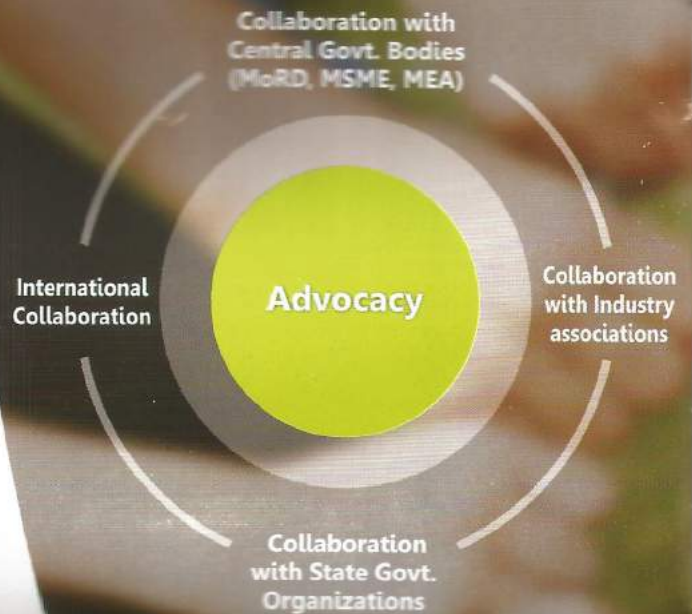 Collaboration with
Central Govt. Bodies
(MoRD, MSME, MEA)
International
Collaboration
Advocacy
Collaboration
with Industry
associations
Collaboration
with State Govt.
Organizations